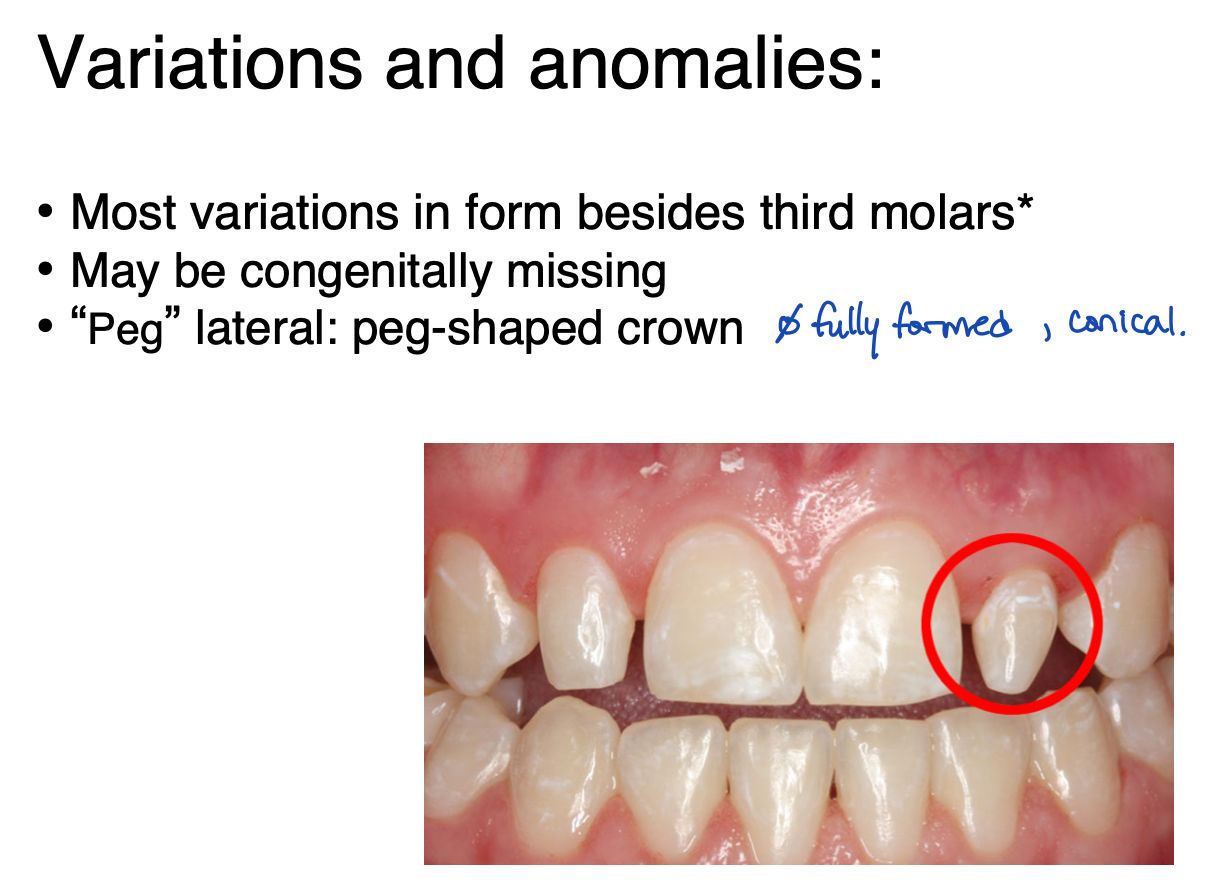 Variations and anomalies:
• Most variations in form besides third molars*
• May be congenitally missing
• “Peg” lateral: peg-shaped crown ∅ fully formed , conical.